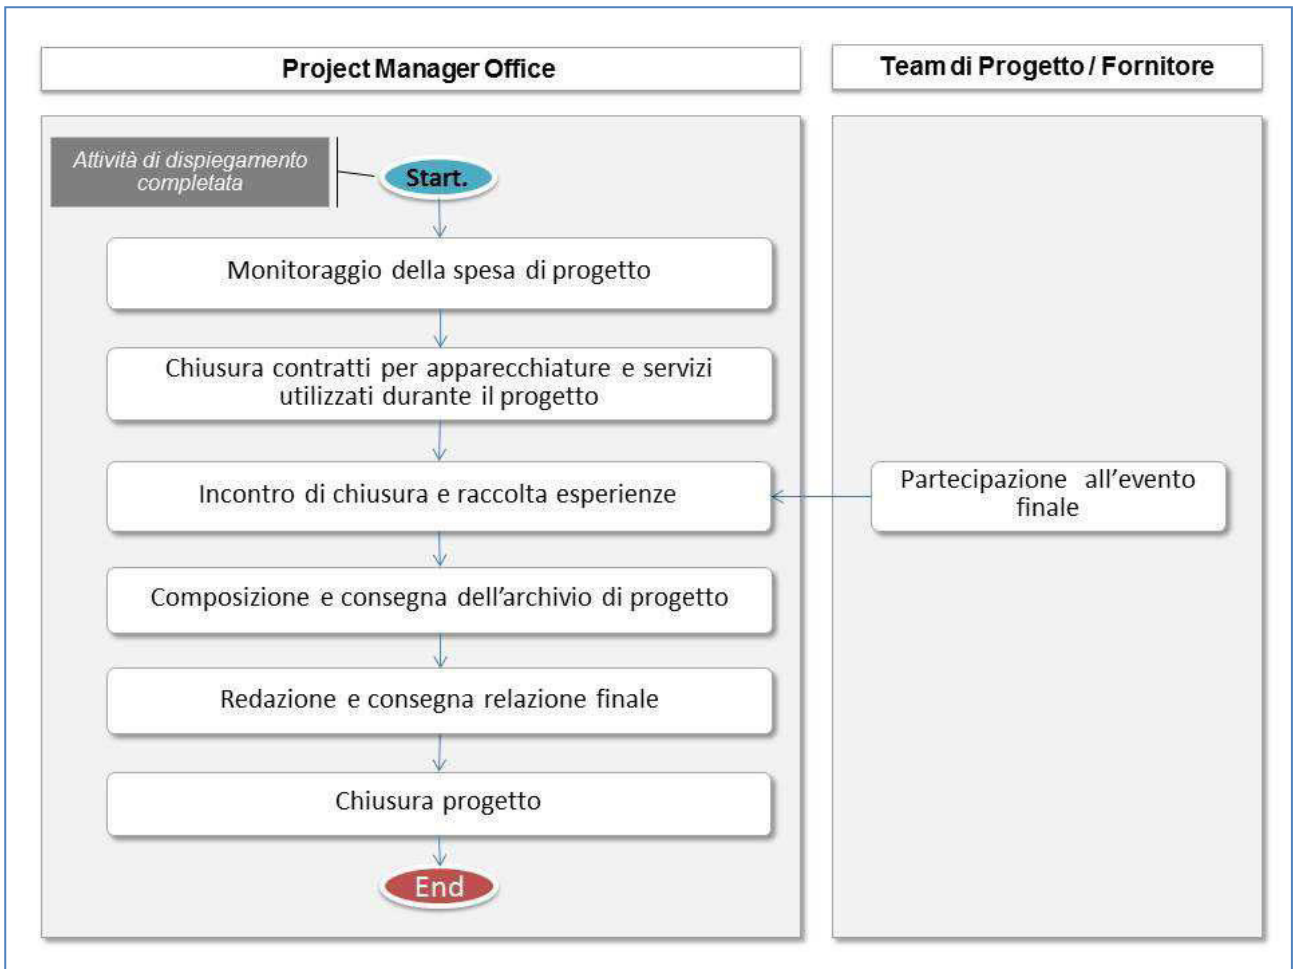 Project Manager Office
Team di Progetto / Fornitore
Attività di dispiegamento
completata
Start.
Monitoraggio della spesa di progetto
Chiusura contratti per apparecchiature e servizi
utilizzati durante il progetto
Incontro di chiusura e raccolta esperienze
Partecipazione all’evento
finale
Composizione e consegna dell’archivio di progetto
Redazione e consegna relazione finale
Chiusura progetto
End